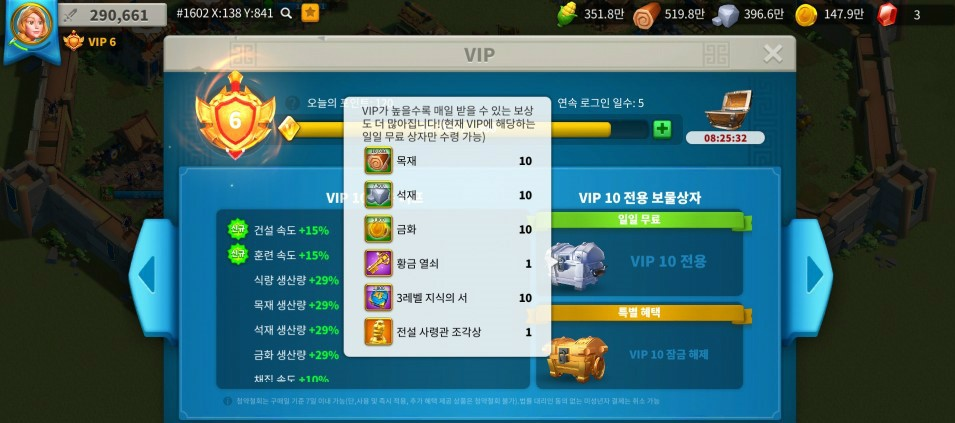 290,661
#1602 X:138 Y:841
351.8만
519.8만
396.6만
147.9만
3
VIP 6
VIP
6
오늘의 포인트:
연속 로그인 일수: 5
08:25:32
VIP가 높을수록 매일 받을 수 있는 보상
도 더 많아집니다!(현재 VIP에 해당하는
일일 무료 상자만 수령 가능)
목재 10
석재 10
금화 10
황금 열쇠 1
3레벨 지식의 서 10
전설 사령관 조각상 1
VIP 10
신규 건설 속도 +15%
신규 훈련 속도 +15%
식량 생산량 +29%
목재 생산량 +29%
석재 생산량 +29%
금화 생산량 +29%
채집 속도 +10%
VIP 10 전용 보물상자
일일 무료
VIP 10 전용
특별 혜택
VIP 10 잠금 해제
청약철회는 구매일 기준 7일 이내 가능(단,사용 및 즉시 적용, 추가 혜택 제공 상품은 청약철회 불가).법률 대리인 동의 없는 미성년자 결제는 취소 가능